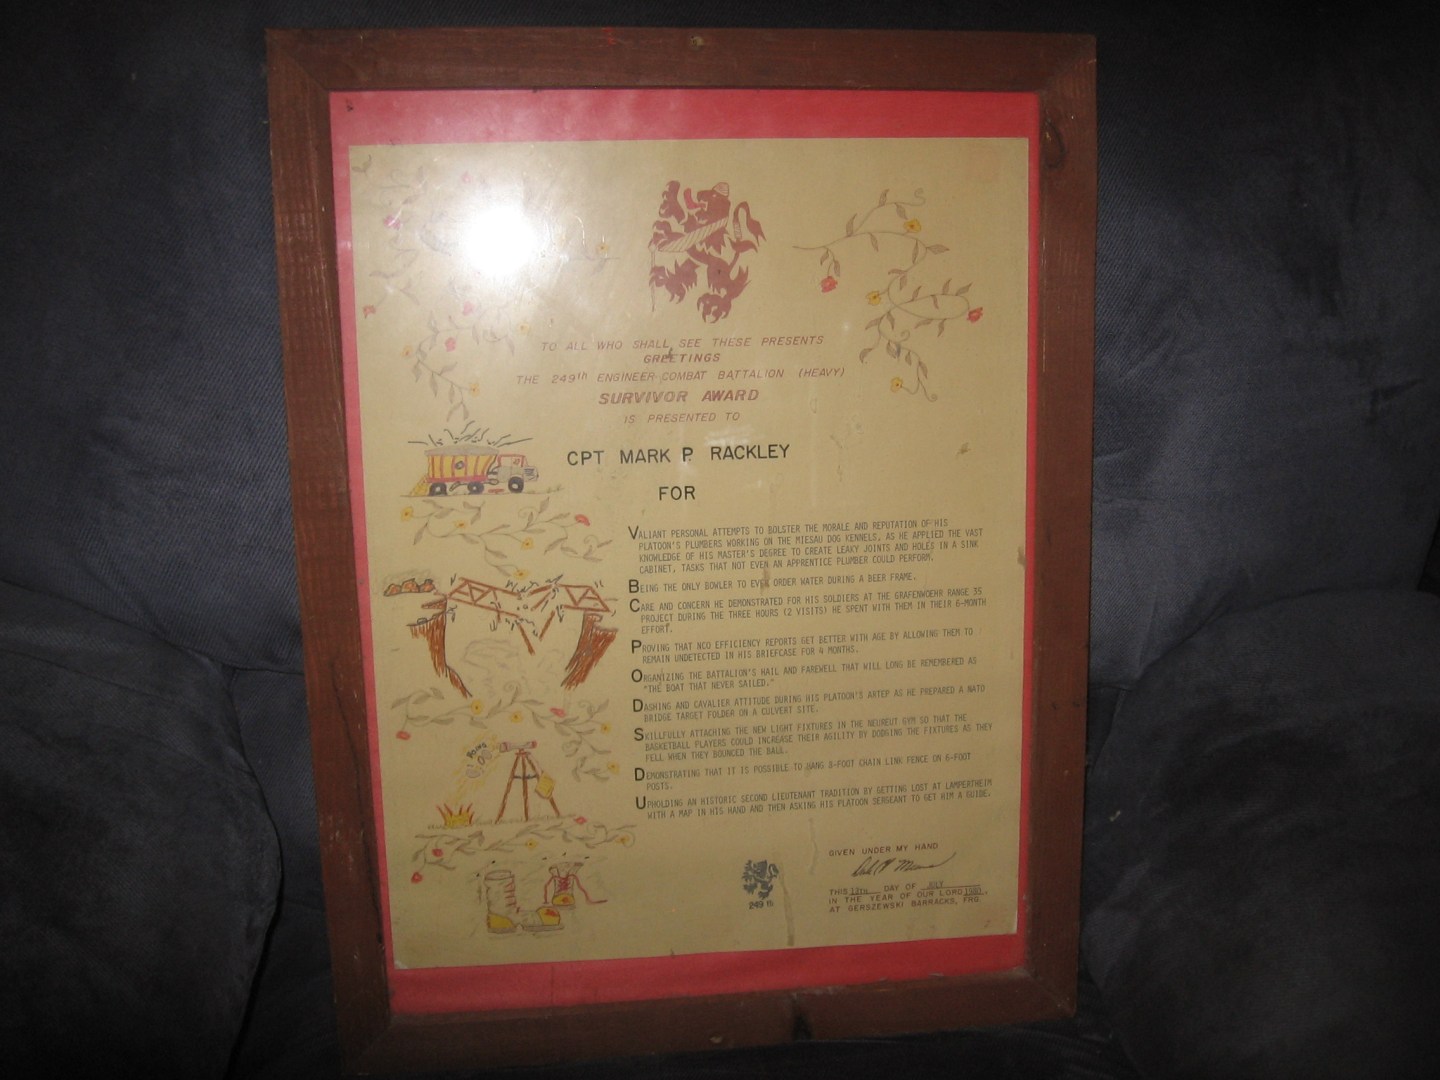 TO ALL WHO SHALL SEE THESE PRESENTS
GREETINGS
THE 249th ENGINEER COMBAT BATTALION (HEAVY)
SURVIVOR AWARD
IS PRESENTED TO
CPT MARK P. RACKLEY
FOR
VALIANT PERSONAL ATTEMPTS TO BOLSTER THE MORALE AND REPUTATION OF HIS
PLATOON'S PLUMBERS WORKING ON THE MIESAU DOG KENNELS, AS HE APPLIED THE VAST
KNOWLEDGE OF HIS MASTER'S DEGREE TO CREATE LEAKY JOINTS AND HOLES IN A SINK
CABINET, TASKS THAT NOT EVEN AN APPRENTICE PLUMBER COULD PERFORM.
BEING THE ONLY BOWLER TO EVER ORDER WATER DURING A BEER FRAME.
CARE AND CONCERN HE DEMONSTRATED FOR HIS SOLDIERS AT THE GRAFENWOEHR RANGE 35
PROJECT DURING THE THREE HOURS (2 VISITS) HE SPENT WITH THEM IN THEIR 6-MONTH
EFFORT.
PROVING THAT NCO EFFICIENCY REPORTS GET BETTER WITH AGE BY ALLOWING THEM TO
REMAIN UNDETECTED IN HIS BRIEFCASE FOR 4 MONTHS.
ORGANIZING THE BATTALION'S HAIL AND FAREWELL THAT WILL LONG BE REMEMBERED AS
"THE BOAT THAT NEVER SAILED."
DASHING AND CAVALIER ATTITUDE DURING HIS PLATOON'S ARTEP AS HE PREPARED A NATO
BRIDGE TARGET FOLDER ON A CULVERT SITE.
SKILLFULLY ATTACHING THE NEW LIGHT FIXTURES IN THE NEUREUT GYM SO THAT THE
BASKETBALL PLAYERS COULD INCREASE THEIR AGILITY BY DODGING THE FIXTURES AS THEY
FELL WHEN THEY BOUNCED THE BALL.
DEMONSTRATING THAT IT IS POSSIBLE TO HANG 8-FOOT CHAIN LINK FENCE ON 6-FOOT
POSTS.
UPHOLDING AN HISTORIC SECOND LIEUTENANT TRADITION BY GETTING LOST AT LAMPERTHEIM
WITH A MAP IN HIS HAND AND THEN ASKING HIS PLATOON SERGEANT TO GET HIM A GUIDE.
GIVEN UNDER MY HAND
THIS 12TH DAY OF JULY
IN THE YEAR OF OUR LORD 1981,
AT GERSZEWSKI BARRACKS, FRG
249 th